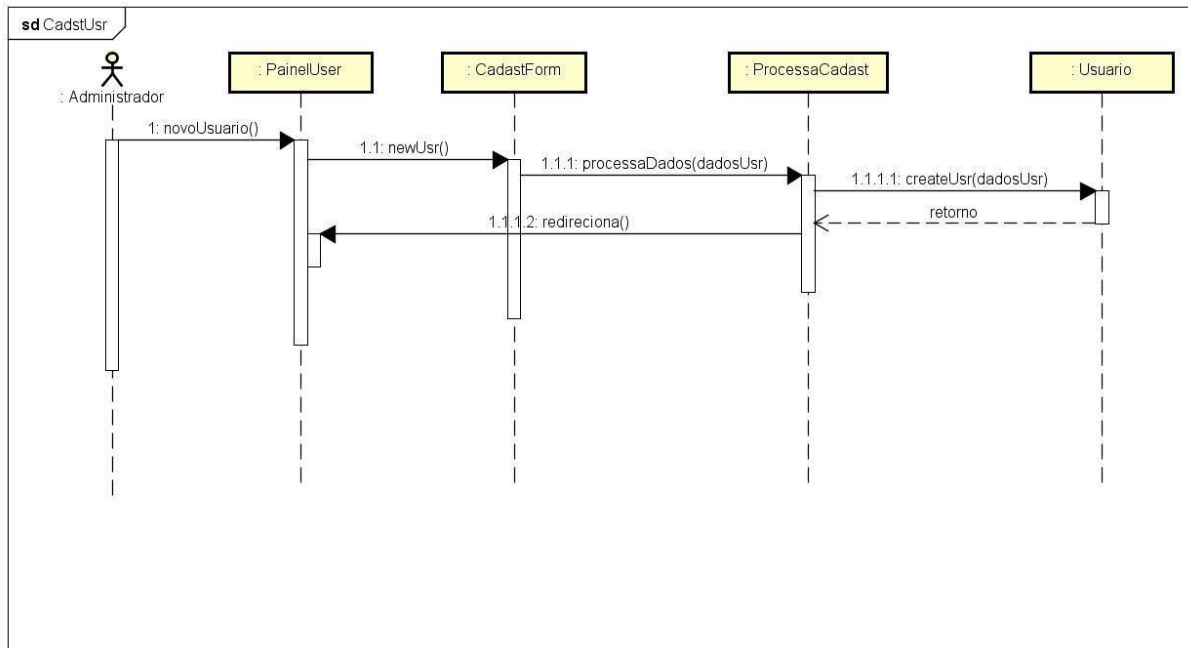 sd CadstUsr
: Administrador
: PainelUser
: CadastForm
: ProcessaCadast
: Usuario
1: novoUsuario()
1.1: newUsr()
1.1.1: processaDados(dadosUsr)
1.1.1.1: createUsr(dadosUsr)
retorno
1.1.1.2: redireciona()